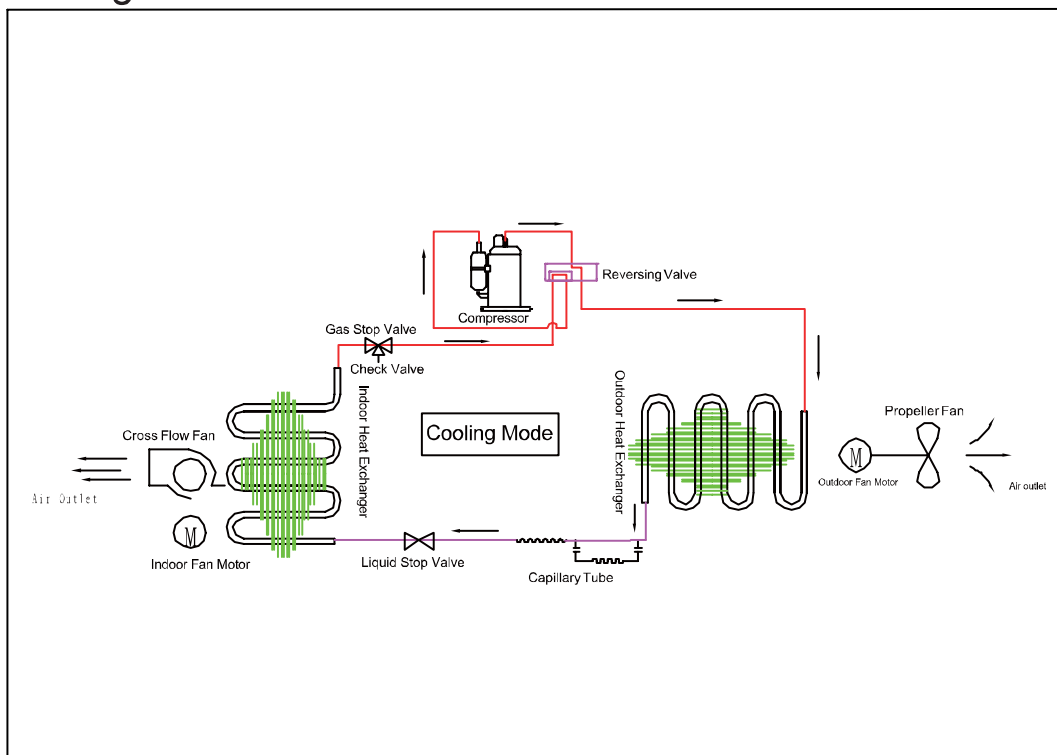 Reversing Valve
Compressor
Gas Stop Valve
Check Valve
Indoor Heat Exchanger
Outdoor Heat Exchanger
Cooling Mode
Cross Flow Fan
Air Outlet
M
Indoor Fan Motor
Liquid Stop Valve
Capillary Tube
Propeller Fan
M
Outdoor Fan Motor
Air outlet